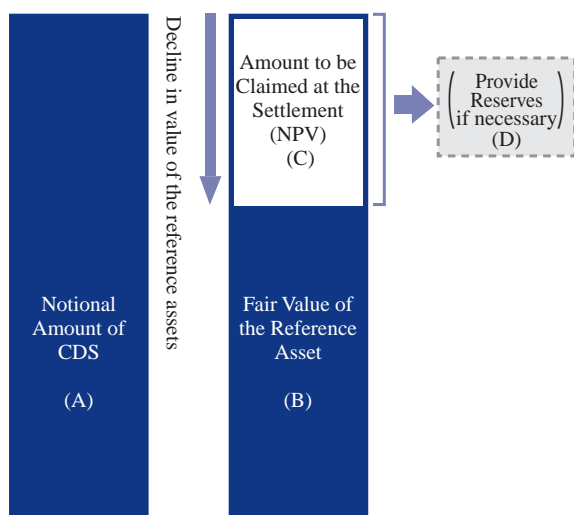 Notional
Amount of
CDS
(A)
Decline in value of the reference assets
Amount to be
Claimed at the
Settlement
(NPV)
(C)
Fair Value of
the Reference
Asset
(B)
( Provide
Reserves
if necessary )
(D)